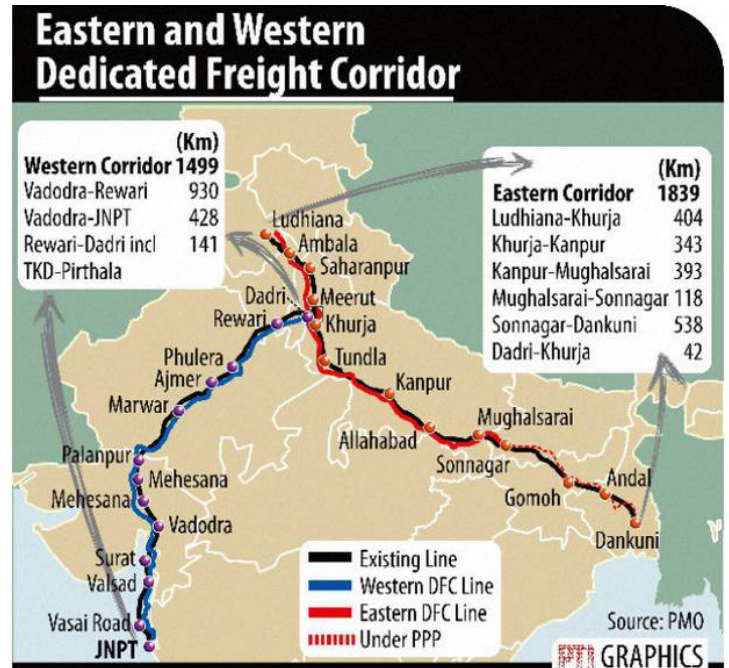 Eastern and Western
Dedicated Freight Corridor
(Km)
Western Corridor 1499
Vadodra-Rewari 930
Vadodra-JNPT 428
Rewari-Dadri incl 141
TKD-Pirthala
(Km)
Eastern Corridor 1839
Ludhiana-Khurja 404
Khurja-Kanpur 343
Kanpur-Mughalsarai 393
Mughalsarai-Sonnagar 118
Sonnagar-Dankuni 538
Dadri-Khurja 42
Ludhiana
Ambala
Saharanpur
Meerut
Dadri
Rewari
Khurja
Tundla
Phulera
Ajmer
Kanpur
Marwar
Allahabad
Mughalsarai
Sonnagar
Palanpur
Mehesana
Mehesana
Gomoh
Andal
Vadodra
Dankuni
Surat
Valsad
Vasai Road
JNPT
Existing Line
Western DFC Line
Eastern DFC Line
Under PPP
Source: PMO
PTI GRAPHICS